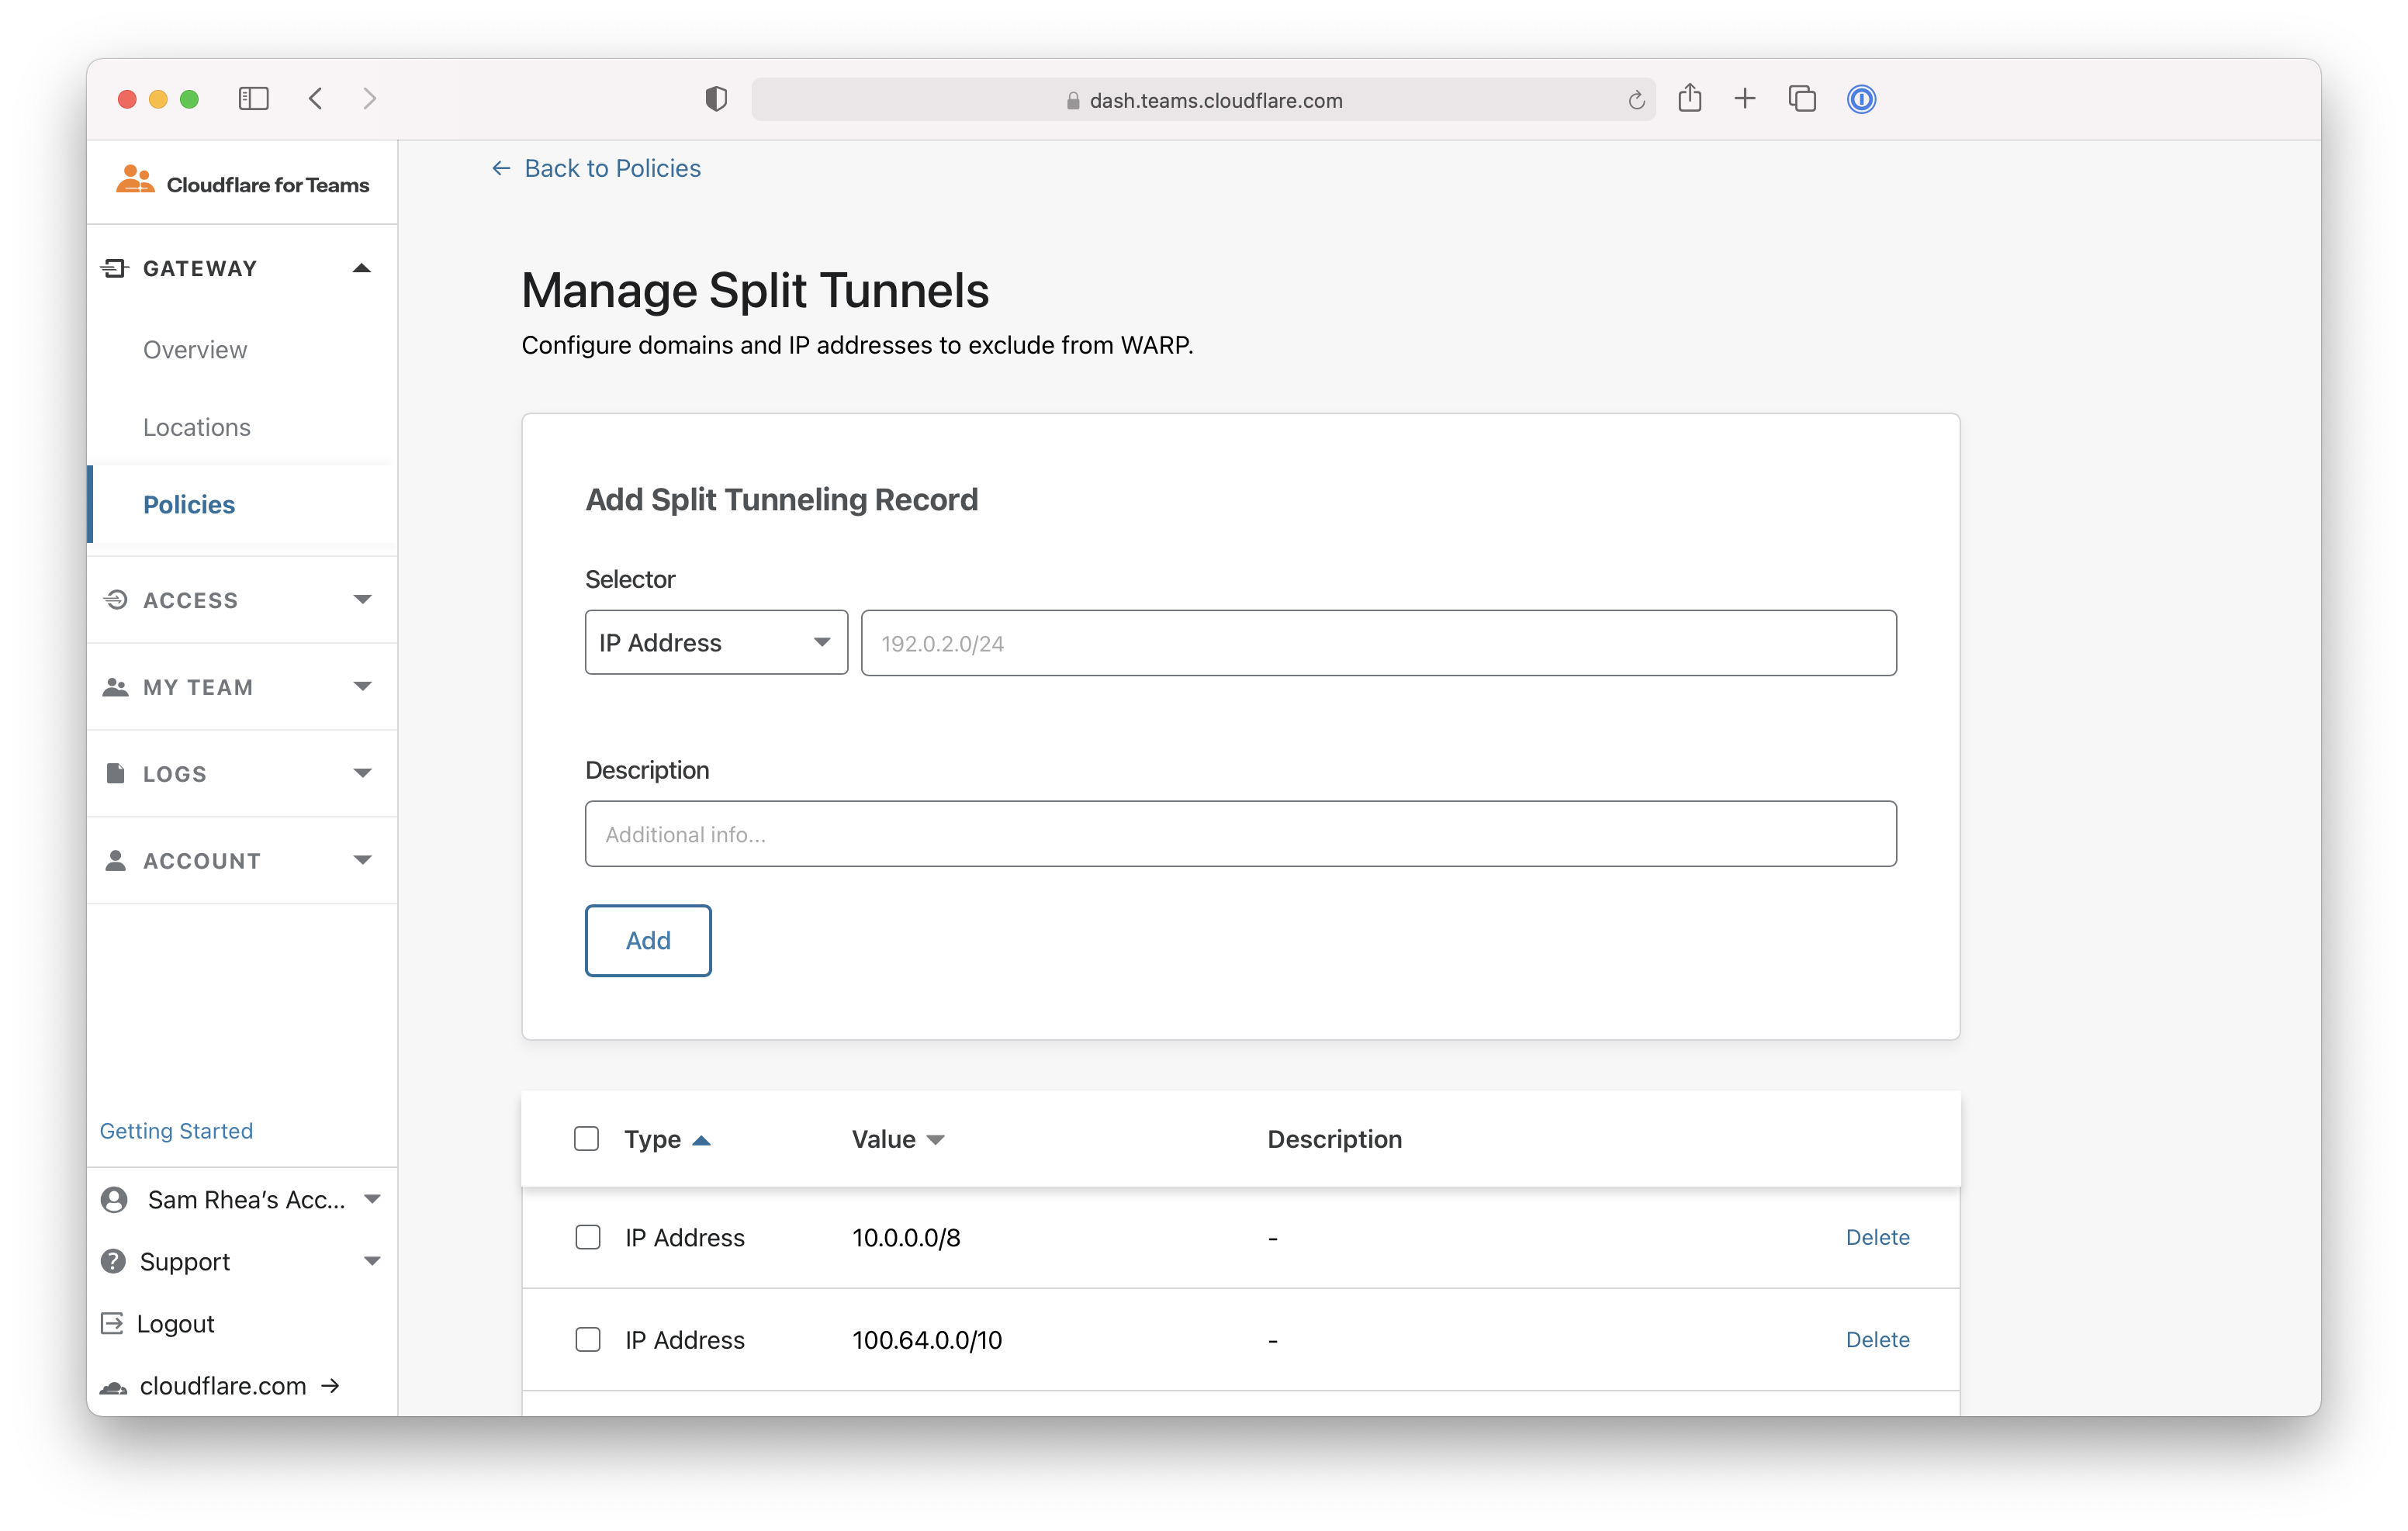 dash.teams.cloudflare.com
Cloudflare for Teams
GATEWAY
Overview
Locations
Policies
ACCESS
MY TEAM
LOGS
ACCOUNT
Getting Started
Sam Rhea’s Acc...
Support
Logout
cloudflare.com →
← Back to Policies
Manage Split Tunnels
Configure domains and IP addresses to exclude from WARP.
Add Split Tunneling Record
Selector
IP Address 192.0.2.0/24
Description
Additional info...
Add
Type Value Description
IP Address 10.0.0.0/8 - Delete
IP Address 100.64.0.0/10 - Delete